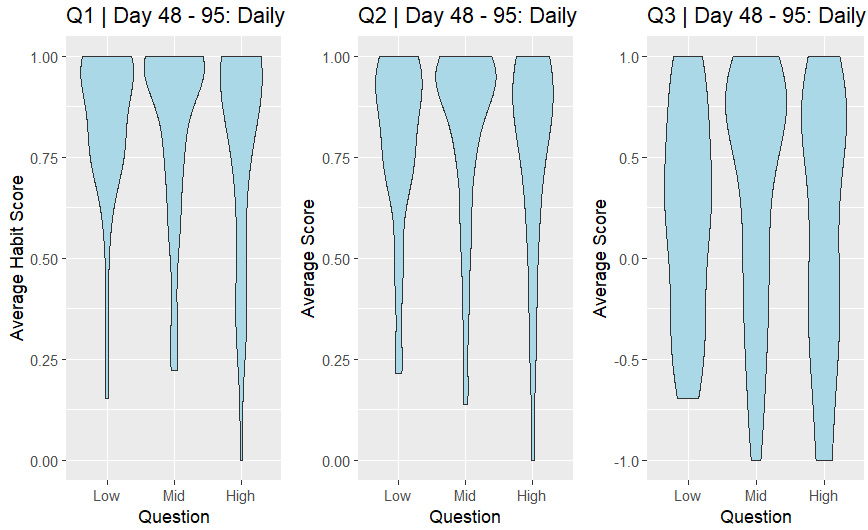 Q1 | Day 48 - 95: Daily
Average Habit Score
1.00
0.75
0.50
0.25
0.00
Low Mid High
Question
Q2 | Day 48 - 95: Daily
Average Score
1.00
0.75
0.50
0.25
0.00
Low Mid High
Question
Q3 | Day 48 - 95: Daily
Average Score
1.0
0.5
0.0
-0.5
-1.0
Low Mid High
Question